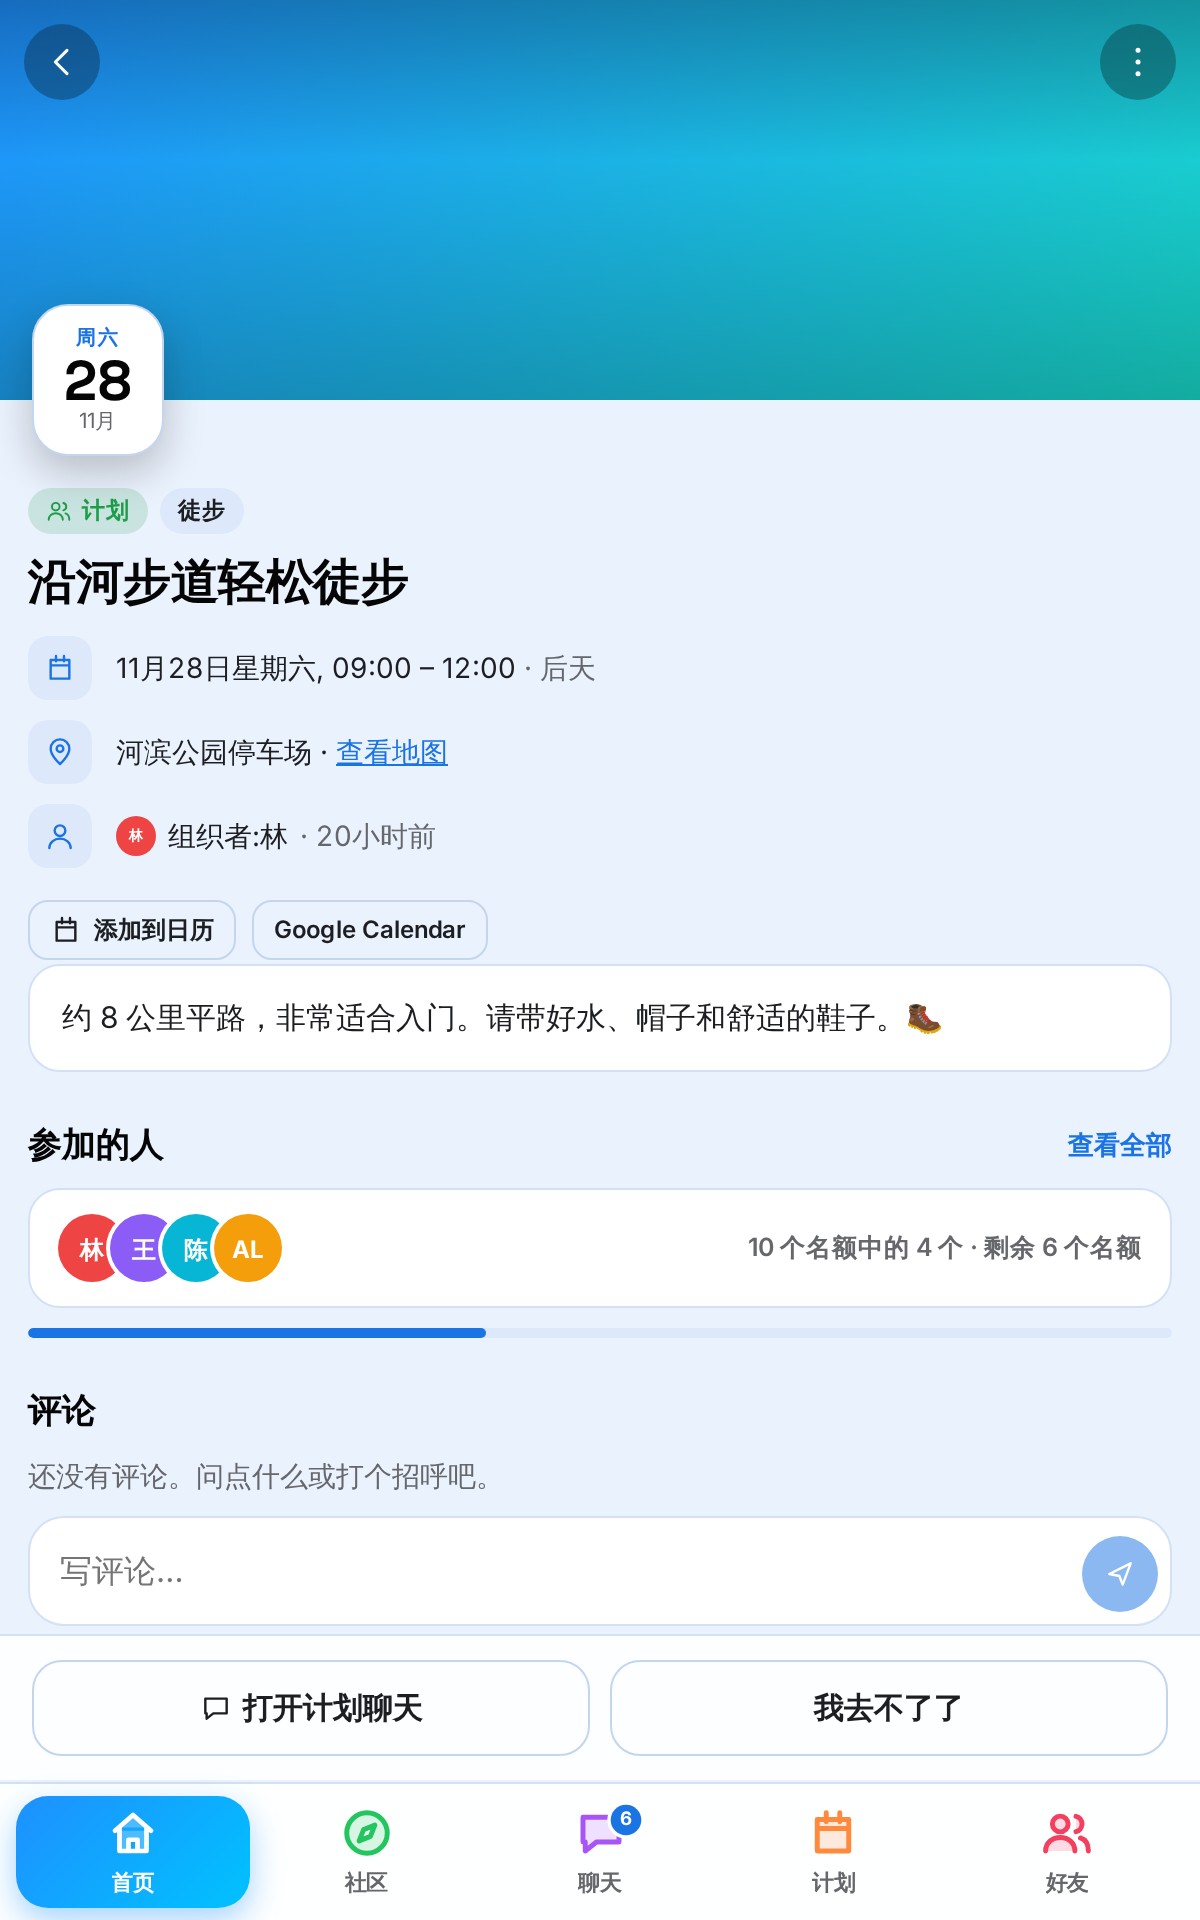 周六
28
11月
计划
徒步
沿河步道轻松徒步
11月28日星期六, 09:00 – 12:00 · 后天
河滨公园停车场 · 查看地图
林 组织者:林 · 20小时前
添加到日历
Google Calendar
约 8 公里平路，非常适合入门。请带好水、帽子和舒适的鞋子。🥾
参加的人
查看全部
林 王 陈 AL
10 个名额中的 4 个 · 剩余 6 个名额
评论
还没有评论。问点什么或打个招呼吧。
写评论...
打开计划聊天
我去不了了
6
首页
社区
聊天
计划
好友